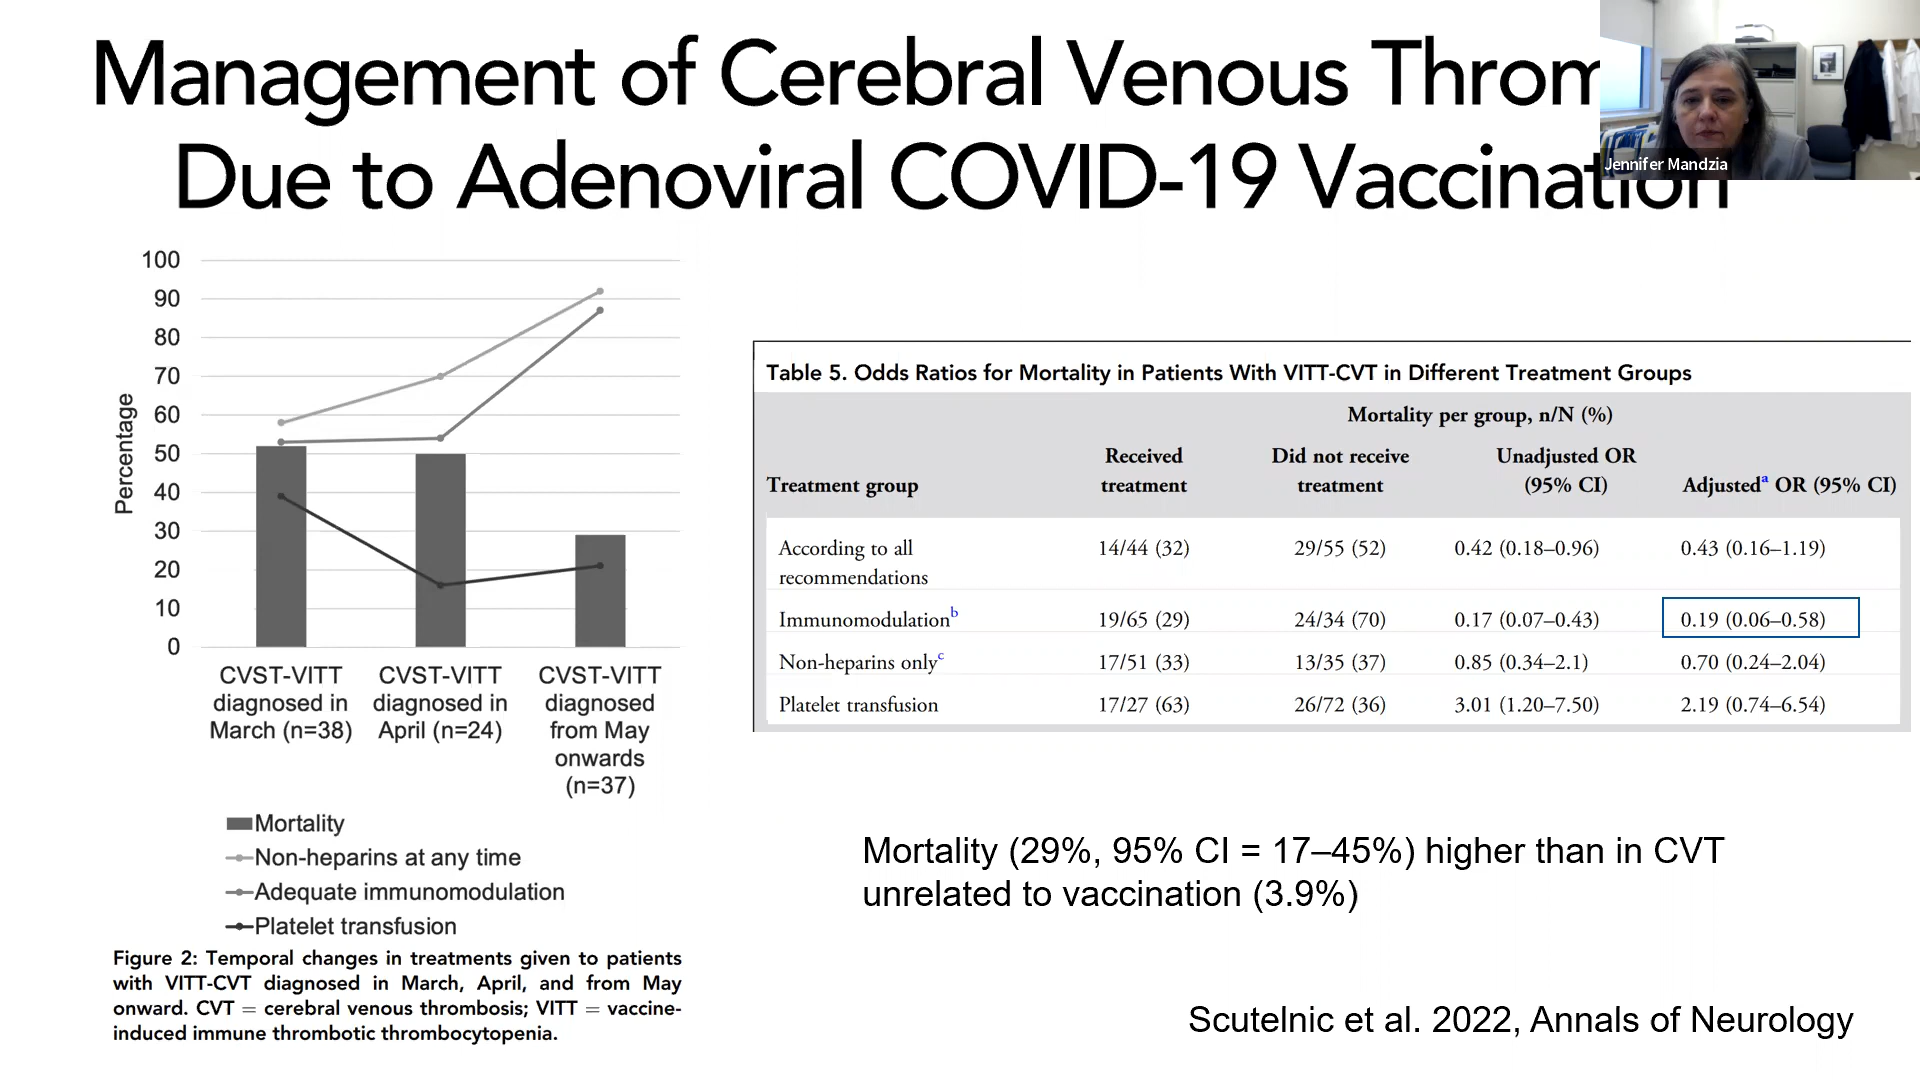 Management of Cerebral Venous Throm
Due to Adenoviral COVID-19 Vaccination
Jennifer Mandzia
100
90
80
70
60
50
40
30
20
10
0
Percentage
CVST-VITT
diagnosed in
March (n=38)
CVST-VITT
diagnosed in
April (n=24)
CVST-VITT
diagnosed
from May
onwards
(n=37)
Mortality
Non-heparins at any time
Adequate immunomodulation
Platelet transfusion
Figure 2: Temporal changes in treatments given to patients
with VITT-CVT diagnosed in March, April, and from May
onward. CVT = cerebral venous thrombosis; VITT = vaccine-
induced immune thrombotic thrombocytopenia.
Table 5. Odds Ratios for Mortality in Patients With VITT-CVT in Different Treatment Groups
Mortality per group, n/N (%)
Treatment group
Received
treatment
Did not receive
treatment
Unadjusted OR
(95% CI)
Adjustedᵃ OR (95% CI)
According to all
recommendations
14/44 (32) 29/55 (52) 0.42 (0.18–0.96) 0.43 (0.16–1.19)
Immunomodulationᵇ 19/65 (29) 24/34 (70) 0.17 (0.07–0.43) 0.19 (0.06–0.58)
Non-heparins onlyᶜ 17/51 (33) 13/35 (37) 0.85 (0.34–2.1) 0.70 (0.24–2.04)
Platelet transfusion 17/27 (63) 26/72 (36) 3.01 (1.20–7.50) 2.19 (0.74–6.54)
Mortality (29%, 95% CI = 17–45%) higher than in CVT
unrelated to vaccination (3.9%)
Scutelnic et al. 2022, Annals of Neurology